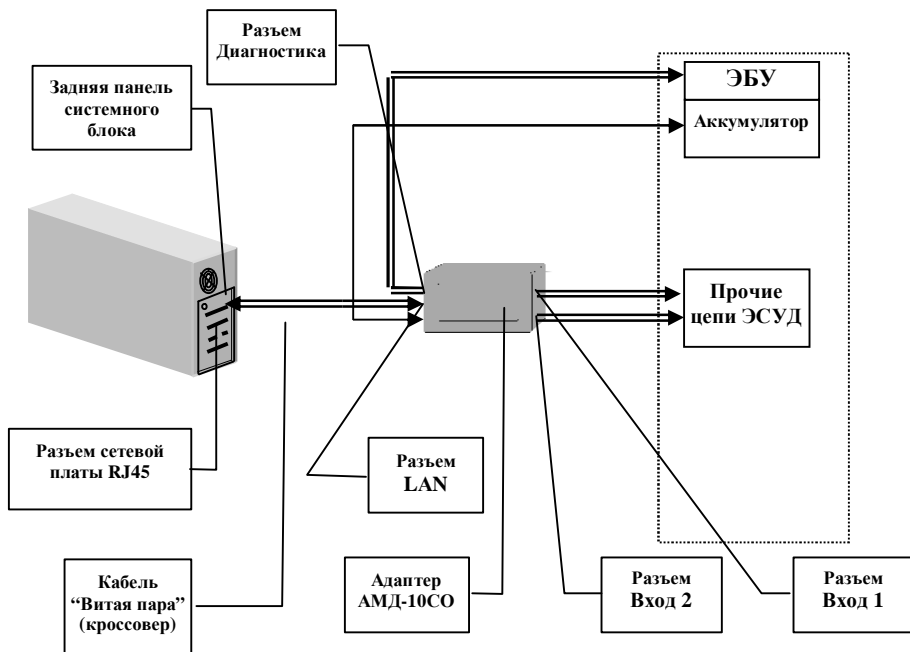 Разъем
Диагностика
Задняя панель
системного
блока
ЭБУ
Аккумулятор
Прочие
цепи ЭСУД
Разъем сетевой
платы RJ45
Разъем
LAN
Кабель
“Витая пара”
(кроссовер)
Адаптер
АМД-10СО
Разъем
Вход 2
Разъем
Вход 1